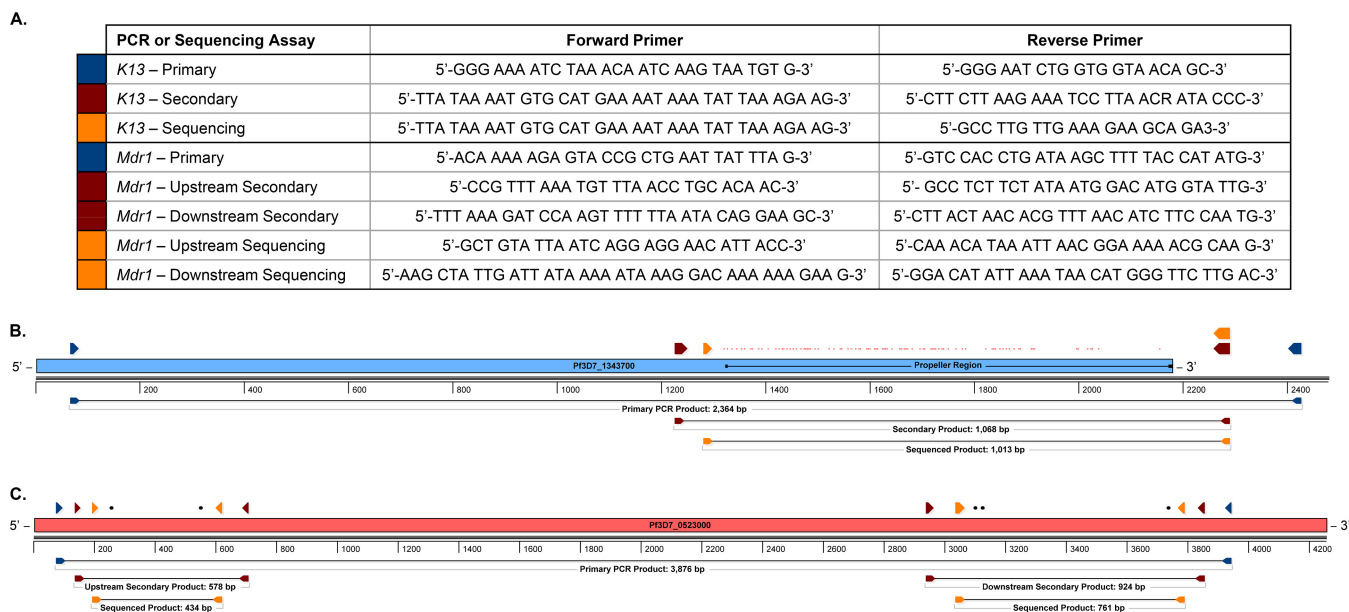 A.
PCR or Sequencing Assay Forward Primer Reverse Primer
K13 – Primary 5'-GGG AAA ATC TAA ACA ATC AAG TAA TGT G-3' 5'-GGG AAT CTG GTG GTA ACA GC-3'
K13 – Secondary 5'-TTA TAA AAT GTG CAT GAA AAT AAA TAT TAA AGA AG-3' 5'-CTT CTT AAG AAA TCC TTA ACR ATA CCC-3'
K13 – Sequencing 5'-TTA TAA AAT GTG CAT GAA AAT AAA TAT TAA AGA AG-3' 5'-GCC TTG TTG AAA GAA GCA GA3-3'
Mdr1 – Primary 5'-ACA AAA AGA GTA CCG CTG AAT TAT TTA G-3' 5'-GTC CAC CTG ATA AGC TTT TAC CAT ATG-3'
Mdr1 – Upstream Secondary 5'-CCG TTT AAA TGT TTA ACC TGC ACA AC-3' 5'- GCC TCT TCT ATA ATG GAC ATG GTA TTG-3'
Mdr1 – Downstream Secondary 5'-TTT AAA GAT CCA AGT TTT TTA ATA CAG GAA GC-3' 5'-CTT ACT AAC ACG TTT AAC ATC TTC CAA TG-3'
Mdr1 – Upstream Sequencing 5'-GCT GTA TTA ATC AGG AGG AAC ATT ACC-3' 5'-CAA ACA TAA ATT AAC GGA AAA ACG CAA G-3'
Mdr1 – Downstream Sequencing 5'-AAG CTA TTG ATT ATA AAA ATA AAG GAC AAA AAA GAA G-3' 5'-GGA CAT ATT AAA TAA CAT GGG TTC TTG AC-3'
B.
5' – Pf3D7_1343700 Propeller Region – 3'
200 400 600 800 1000 1200 1400 1600 1800 2000 2200 2400
Primary PCR Product: 2,364 bp
Secondary Product: 1,068 bp
Sequenced Product: 1,013 bp
C.
5' – Pf3D7_0523000 – 3'
200 400 600 800 1000 1200 1400 1600 1800 2000 2200 2400 2600 2800 3000 3200 3400 3600 3800 4000 4200
Primary PCR Product: 3,876 bp
Upstream Secondary Product: 578 bp Downstream Secondary Product: 924 bp
Sequenced Product: 434 bp Sequenced Product: 761 bp